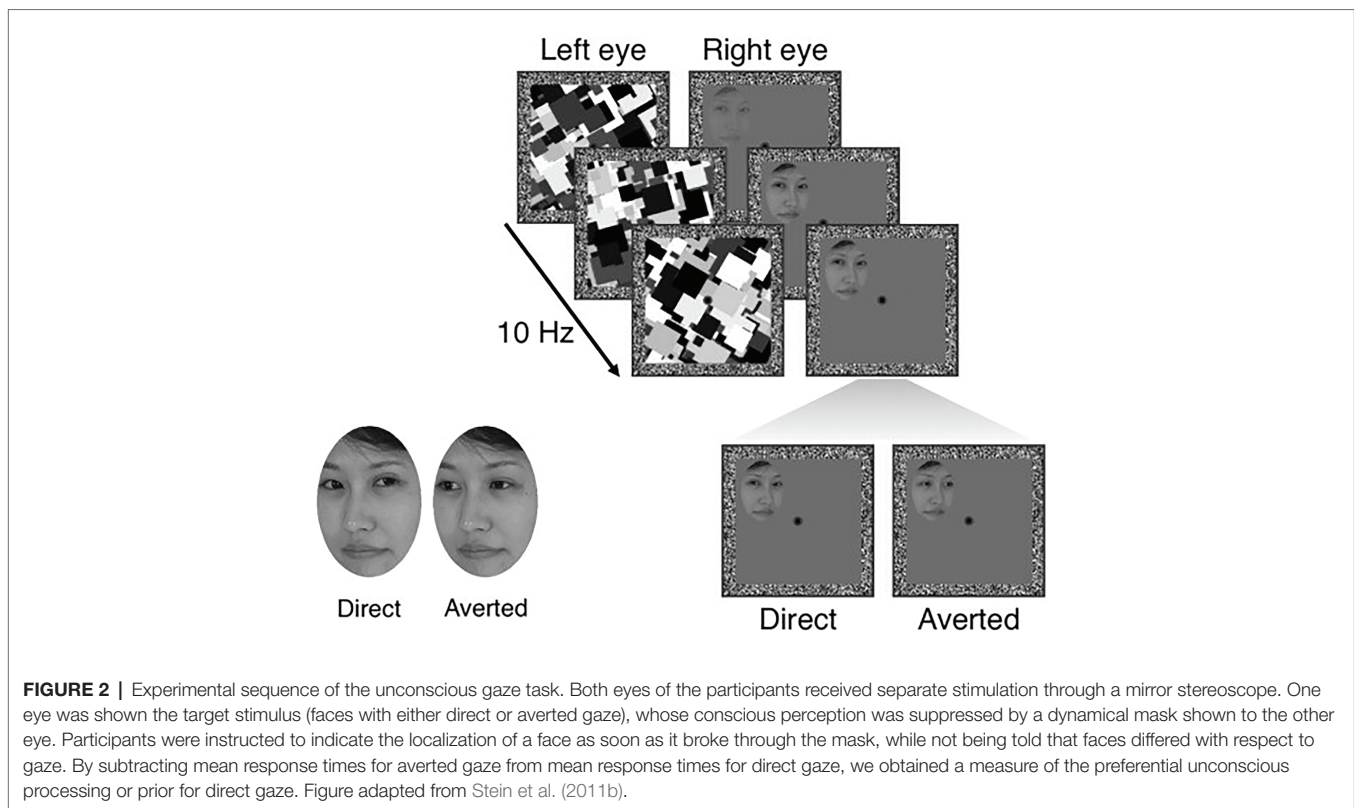 Left eye Right eye
10 Hz
Direct Averted
Direct Averted
FIGURE 2 | Experimental sequence of the unconscious gaze task. Both eyes of the participants received separate stimulation through a mirror stereoscope. One
eye was shown the target stimulus (faces with either direct or averted gaze), whose conscious perception was suppressed by a dynamical mask shown to the other
eye. Participants were instructed to indicate the localization of a face as soon as it broke through the mask, while not being told that faces differed with respect to
gaze. By subtracting mean response times for averted gaze from mean response times for direct gaze, we obtained a measure of the preferential unconscious
processing or prior for direct gaze. Figure adapted from Stein et al. (2011b).